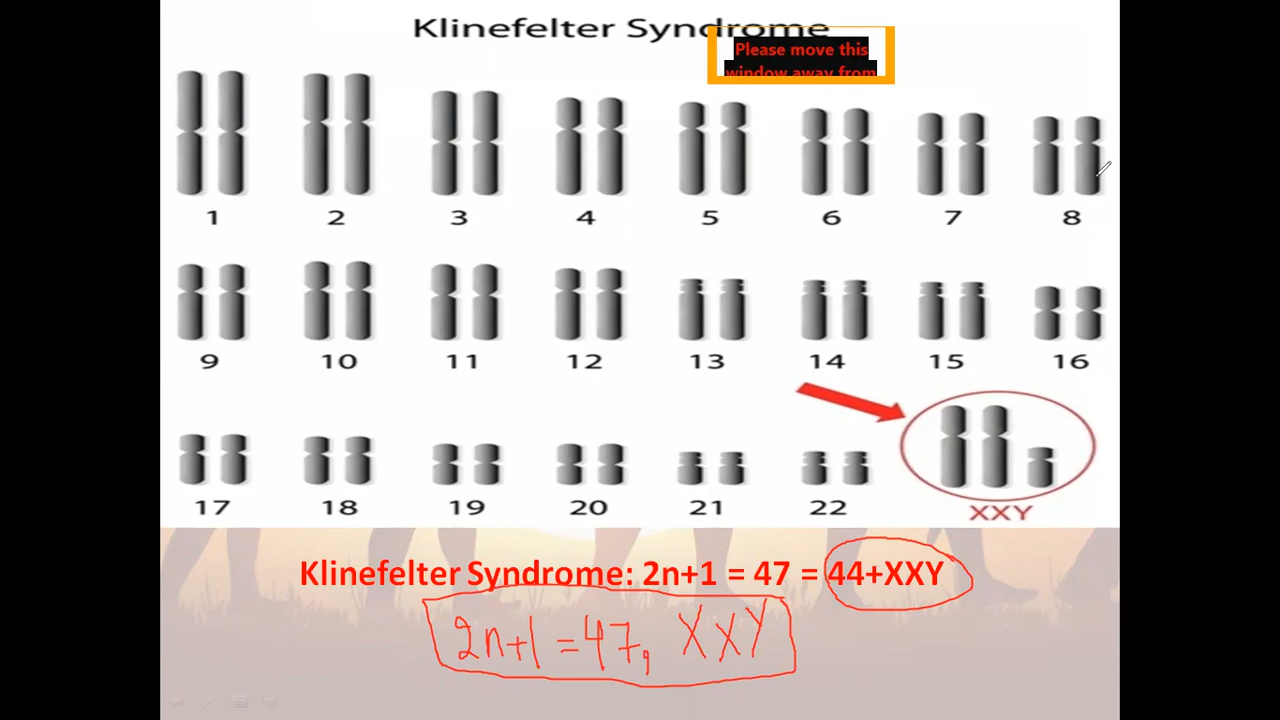 Klinefelter Syndrome
Please move this
window away from
1 2 3 4 5 6 7 8
9 10 11 12 13 14 15 16
17 18 19 20 21 22 XXY
Klinefelter Syndrome: 2n+1 = 47 = 44+XXY
2n+1 = 47, XXY